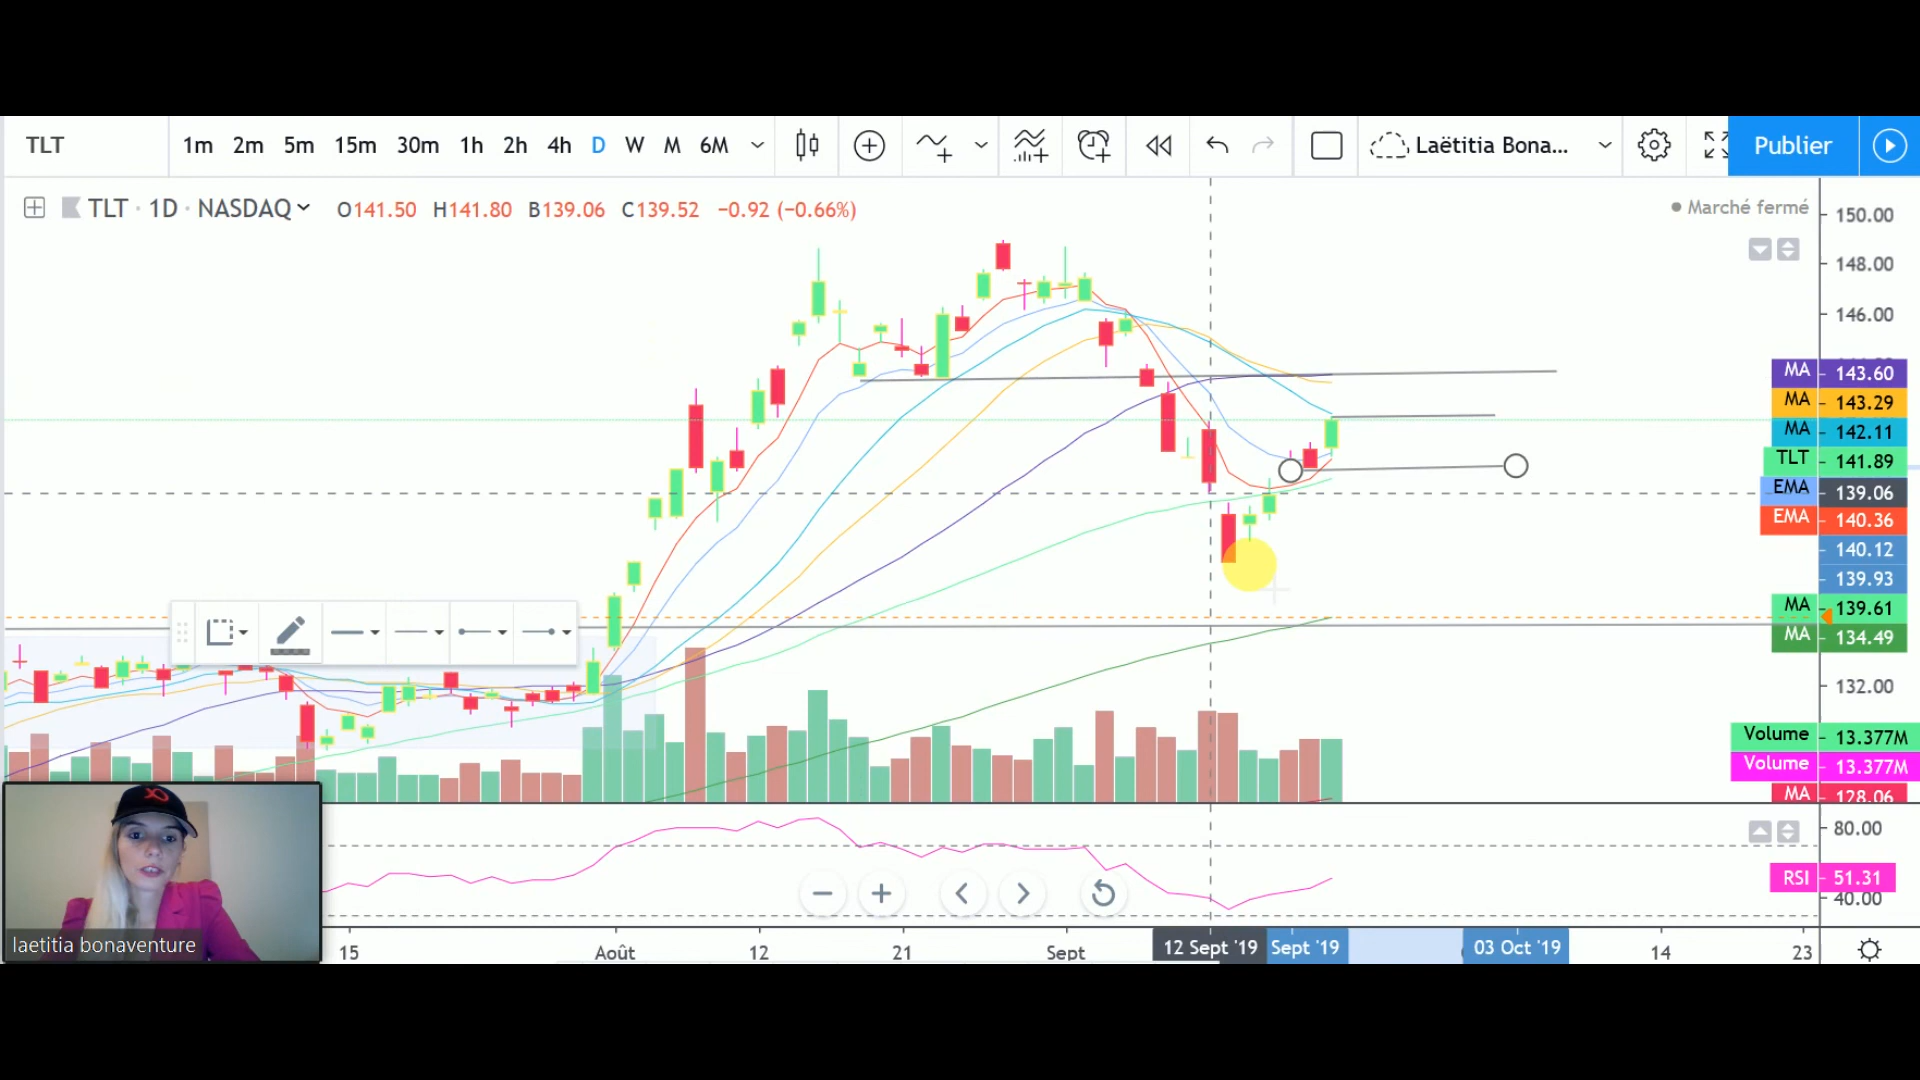 TLT 1m 2m 5m 15m 30m 1h 2h 4h D W M 6M Laëtitia Bona... Publier
TLT · 1D · NASDAQ O141.50 H141.80 B139.06 C139.52 −0.92 (−0.66%)
Marché fermé
150.00
148.00
146.00
MA 143.60
MA 143.29
MA 142.11
TLT 141.89
EMA 139.06
EMA 140.36
140.12
139.93
MA 139.61
MA 134.49
132.00
Volume 13.377M
Volume 13.377M
MA 128.06
80.00
RSI 51.31
40.00
laetitia bonaventure
15 Août 12 21 Sept 12 Sept '19 Sept '19 03 Oct '19 14 23